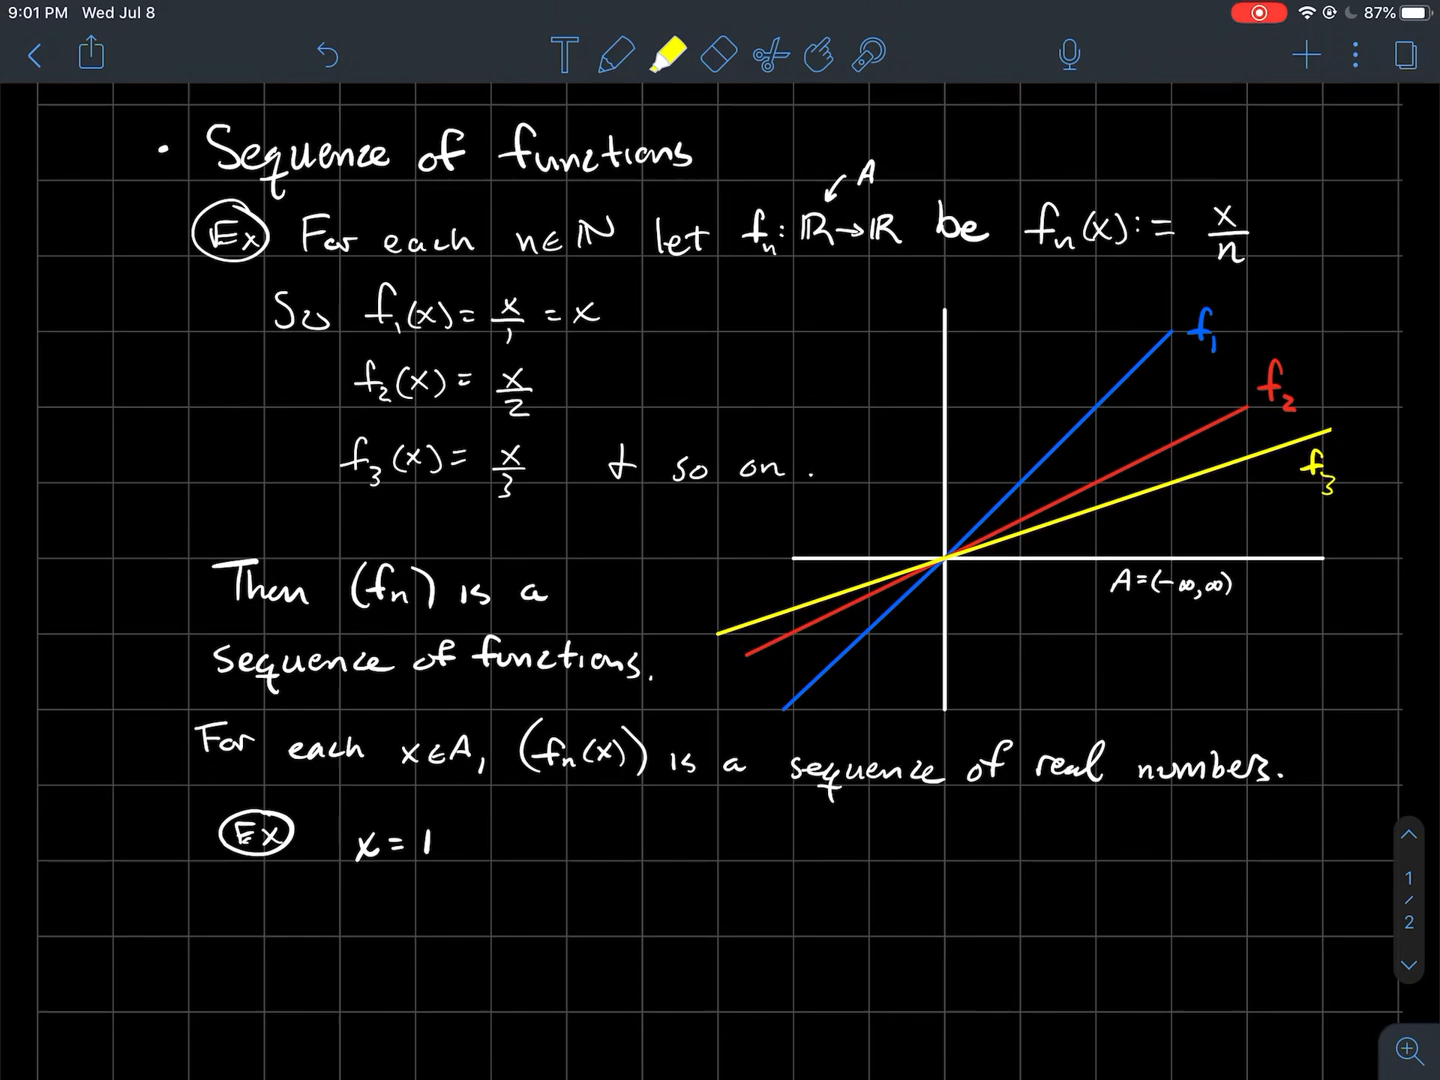 9:01 PM Wed Jul 8
87%
• Sequence of functions
A
Ex For each n∈ℕ let fₙ: ℝ→ℝ be fₙ(x) := x/n
So f₁(x) = x/1 = x
f₂(x) = x/2
f₃(x) = x/3 & so on.
f₁
f₂
f₃
A=(-∞,∞)
Then (fₙ) is a
sequence of functions.
For each x∈A, (fₙ(x)) is a sequence of real numbers.
Ex x = 1
1/2